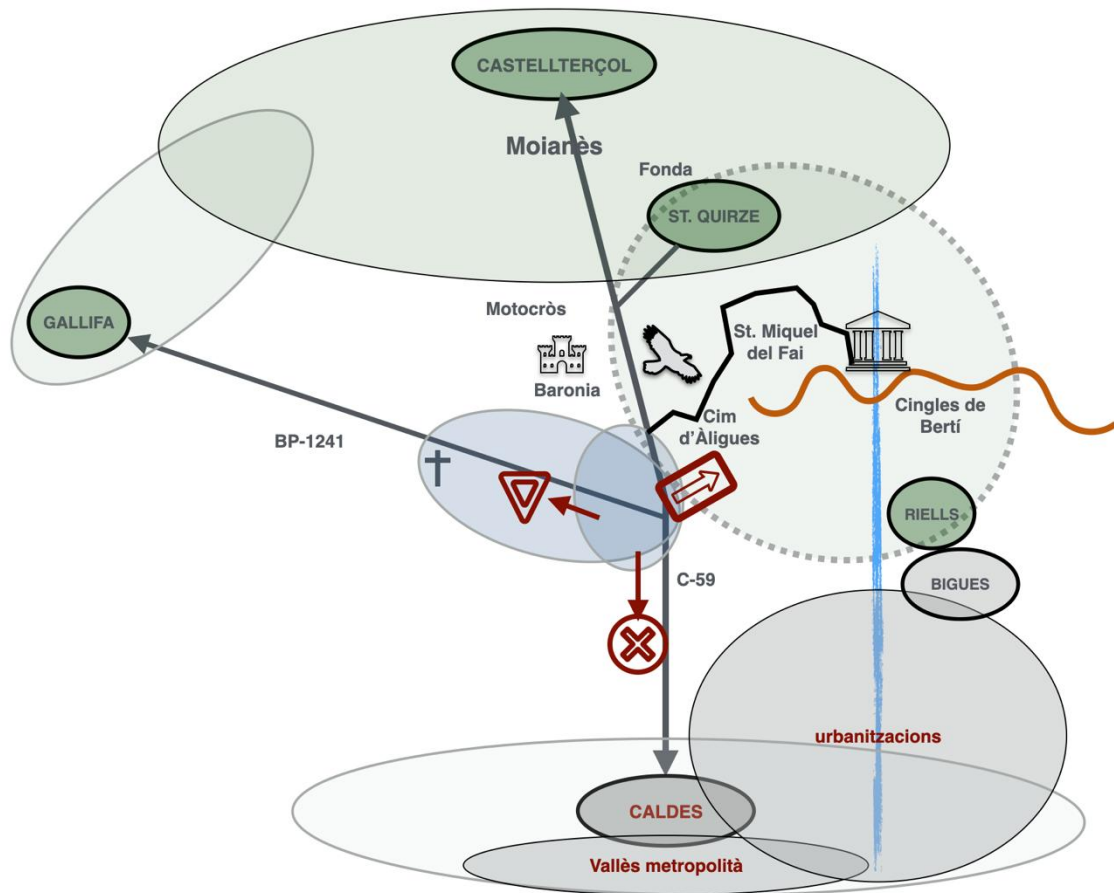 CASTELLTERÇOL
Moianès
Fonda
ST. QUIRZE
GALLIFA
Motocròs
St. Miquel
del Fai
Baronia
Cingles de
Bertí
Cim
d'Àligues
BP-1241
RIELLS
C-59
BIGUES
urbanitzacions
CALDES
Vallès metropolità